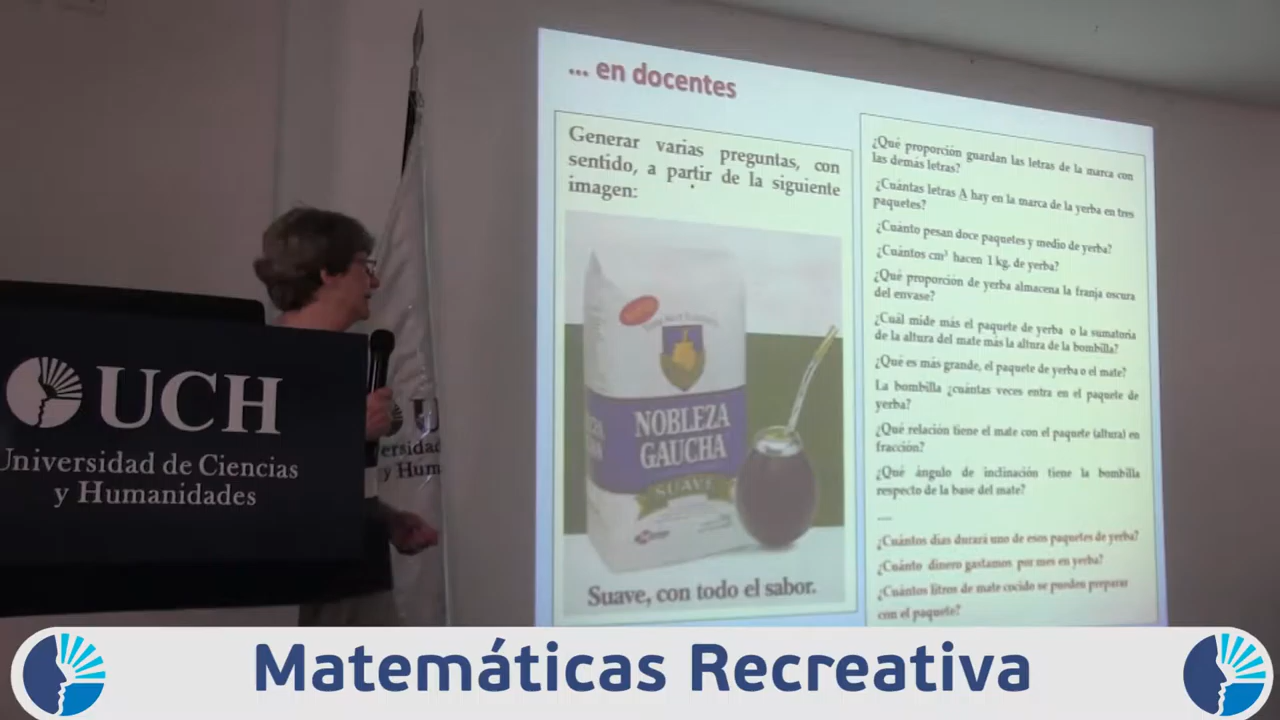 ... en docentes
Generar varias preguntas, con
sentido, a partir de la siguiente
imagen:
NOBLEZA
GAUCHA
SUAVE
Suave, con todo el sabor.
¿Qué proporción guardan las letras de la marca con
las demás letras?
¿Cuántas letras A hay en la marca de la yerba en tres
paquetes?
¿Cuánto pesan doce paquetes y medio de yerba?
¿Cuántos cm³ hacen 1 kg. de yerba?
¿Qué proporción de yerba almacena la franja oscura
del envase?
¿Cuál mide más el paquete de yerba o la sumatoria
de la altura del mate más la altura de la bombilla?
¿Qué es más grande, el paquete de yerba o el mate?
La bombilla ¿cuántas veces entra en el paquete de
yerba?
¿Qué relación tiene el mate con el paquete (altura) en
fracción?
¿Qué ángulo de inclinación tiene la bombilla
respecto de la base del mate?
¿Cuántos días durará uno de esos paquetes de yerba?
¿Cuánto dinero gastamos por mes en yerba?
¿Cuántos litros de mate cocido se pueden preparar
con el paquete?
UCH
Universidad de Ciencias
y Humanidades
ersidad
y Hum
Matemáticas Recreativa